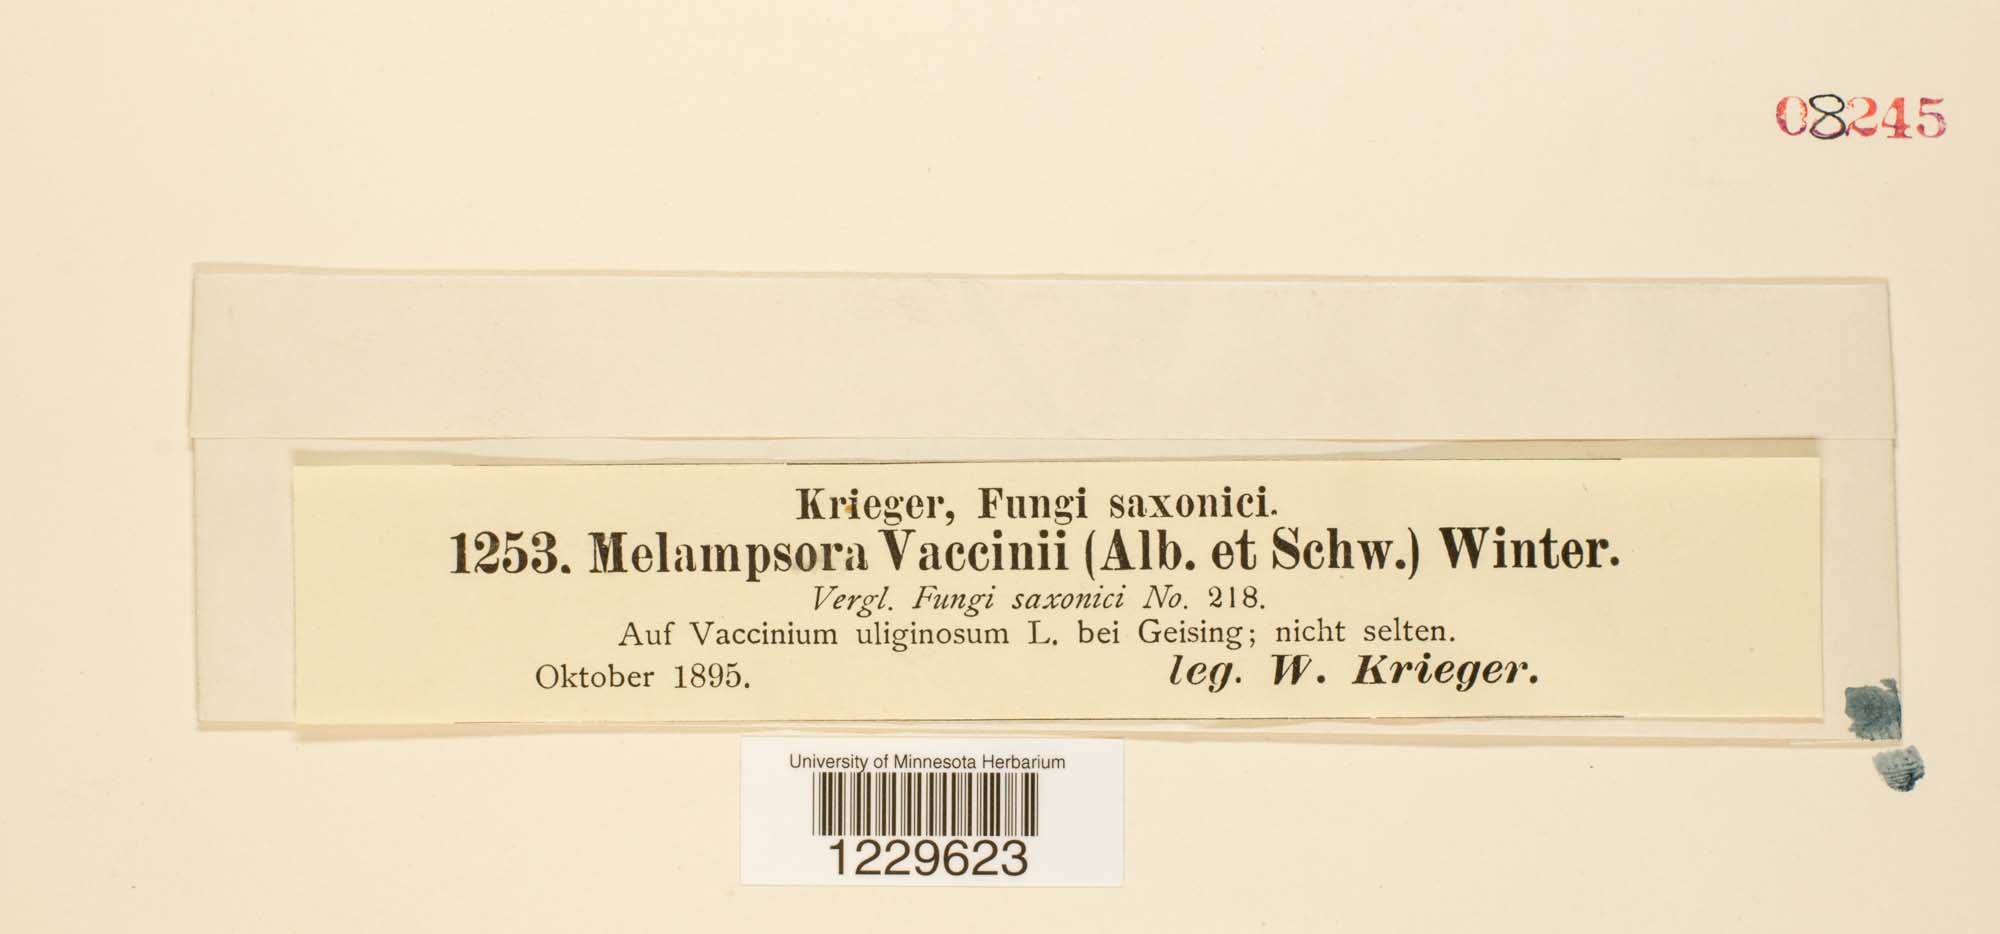 08245
Krieger, Fungi saxonici.
1253. Melampsora Vaccinii (Alb. et Schw.) Winter.
Vergl. Fungi saxonici No. 218.
Auf Vaccinium uliginosum L. bei Geising; nicht selten.
Oktober 1895. leg. W. Krieger.
University of Minnesota Herbarium
1229623